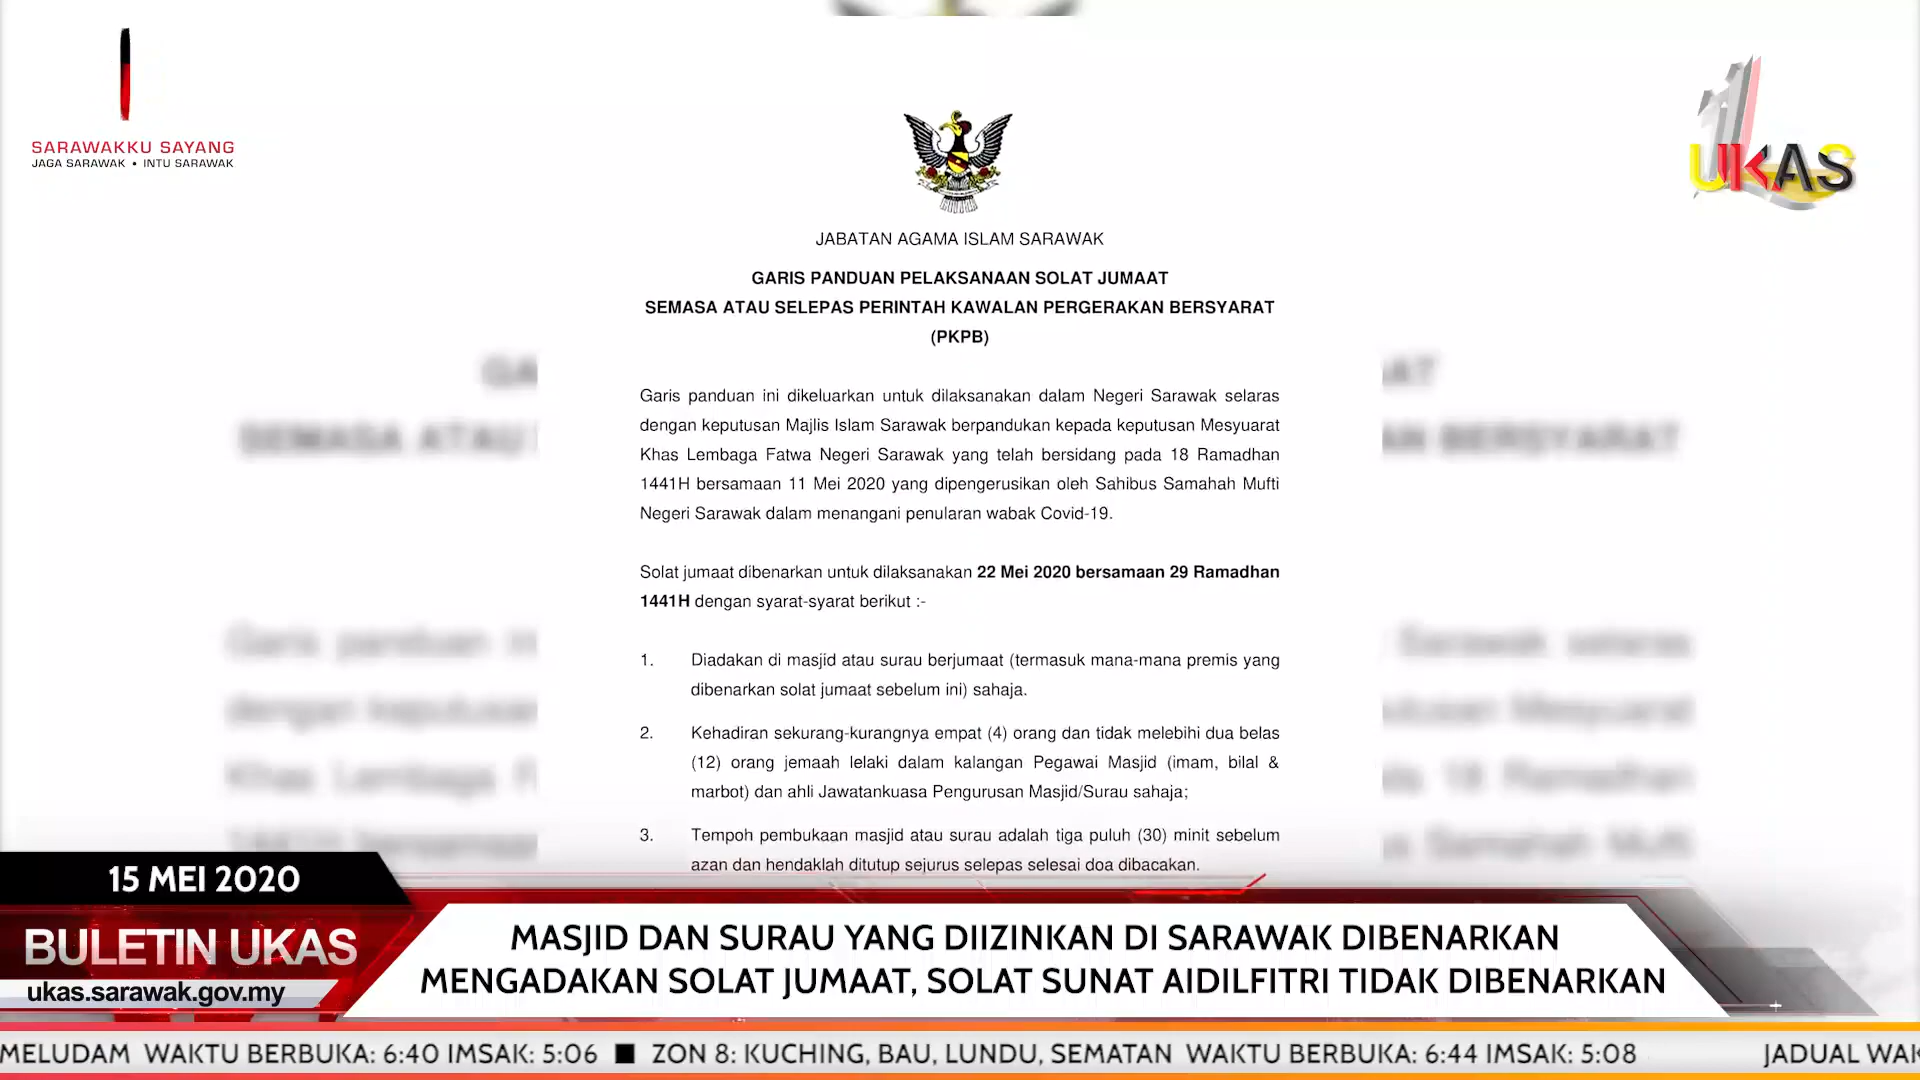 SARAWAKKU SAYANG
JAGA SARAWAK • INTU SARAWAK
UKAS
JABATAN AGAMA ISLAM SARAWAK
GARIS PANDUAN PELAKSANAAN SOLAT JUMAAT
SEMASA ATAU SELEPAS PERINTAH KAWALAN PERGERAKAN BERSYARAT
(PKPB)
Garis panduan ini dikeluarkan untuk dilaksanakan dalam Negeri Sarawak selaras
dengan keputusan Majlis Islam Sarawak berpandukan kepada keputusan Mesyuarat
Khas Lembaga Fatwa Negeri Sarawak yang telah bersidang pada 18 Ramadhan
1441H bersamaan 11 Mei 2020 yang dipengerusikan oleh Sahibus Samahah Mufti
Negeri Sarawak dalam menangani penularan wabak Covid-19.
Solat jumaat dibenarkan untuk dilaksanakan 22 Mei 2020 bersamaan 29 Ramadhan
1441H dengan syarat-syarat berikut :-
1. Diadakan di masjid atau surau berjumaat (termasuk mana-mana premis yang
dibenarkan solat jumaat sebelum ini) sahaja.
2. Kehadiran sekurang-kurangnya empat (4) orang dan tidak melebihi dua belas
(12) orang jemaah lelaki dalam kalangan Pegawai Masjid (imam, bilal &
marbot) dan ahli Jawatankuasa Pengurusan Masjid/Surau sahaja;
3. Tempoh pembukaan masjid atau surau adalah tiga puluh (30) minit sebelum
azan dan hendaklah ditutup sejurus selepas selesai doa dibacakan.
15 MEI 2020
BULETIN UKAS
ukas.sarawak.gov.my
MASJID DAN SURAU YANG DIIZINKAN DI SARAWAK DIBENARKAN
MENGADAKAN SOLAT JUMAAT, SOLAT SUNAT AIDILFITRI TIDAK DIBENARKAN
MELUDAM WAKTU BERBUKA: 6:40 IMSAK: 5:06 ■ ZON 8: KUCHING, BAU, LUNDU, SEMATAN WAKTU BERBUKA: 6:44 IMSAK: 5:08 JADUAL